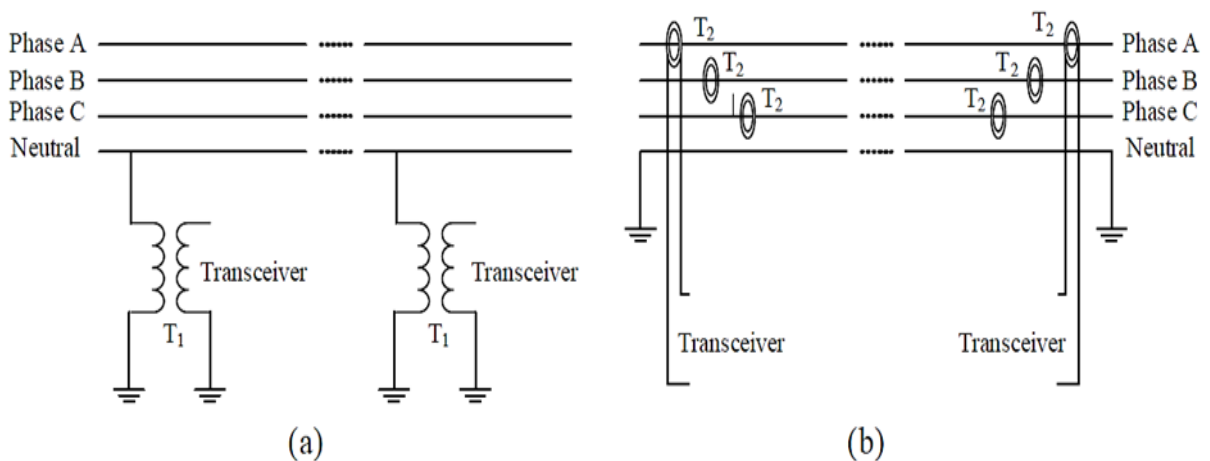 Phase A
Phase B
Phase C
Neutral
Transceiver
Transceiver
T₁
T₁
(a)
T₂
T₂
T₂
T₂
T₂
T₂
Phase A
Phase B
Phase C
Neutral
Transceiver
Transceiver
(b)